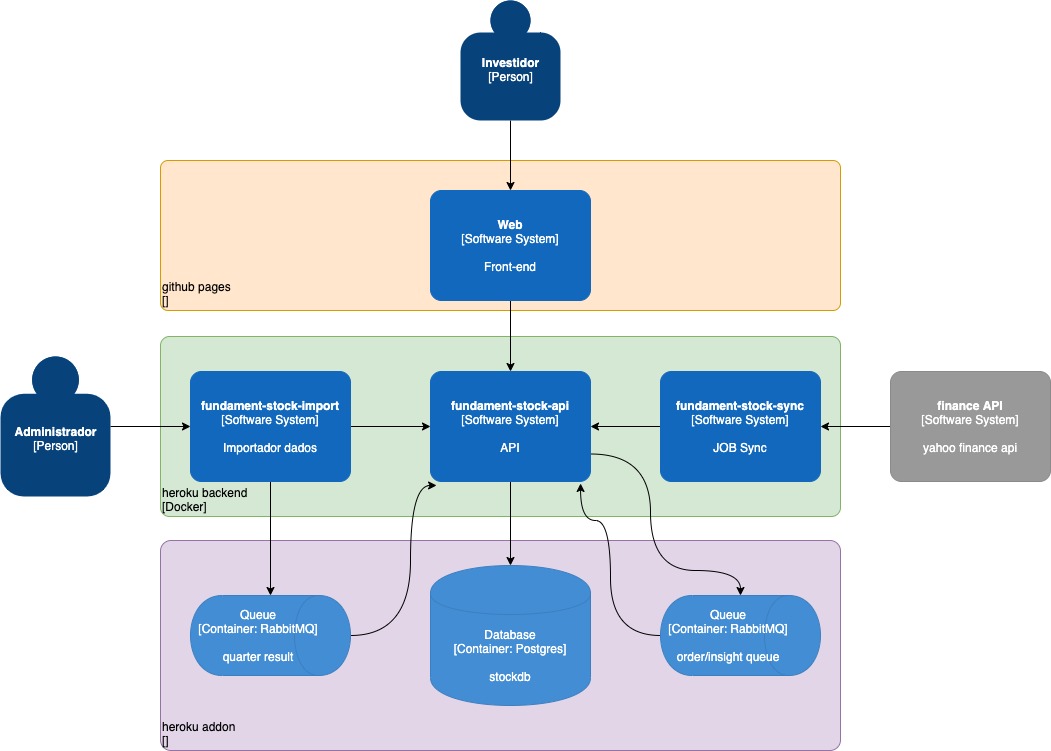 Investidor
[Person]
Web
[Software System]
Front-end
github pages
[]
Administrador
[Person]
fundament-stock-import
[Software System]
Importador dados
fundament-stock-api
[Software System]
API
fundament-stock-sync
[Software System]
JOB Sync
finance API
[Software System]
yahoo finance api
heroku backend
[Docker]
Queue
[Container: RabbitMQ]
quarter result
Database
[Container: Postgres]
stockdb
Queue
[Container: RabbitMQ]
order/insight queue
heroku addon
[]